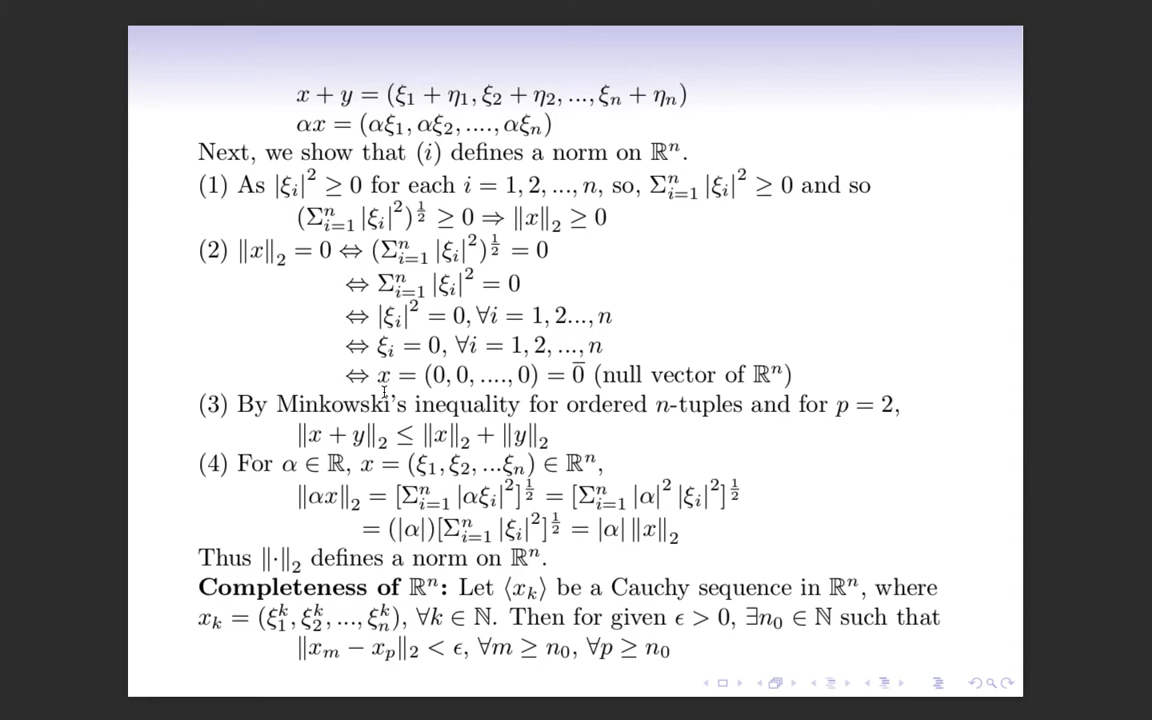 x + y = (ξ₁ + η₁, ξ₂ + η₂, ..., ξₙ + ηₙ)
αx = (αξ₁, αξ₂, ...., αξₙ)
Next, we show that (i) defines a norm on ℝⁿ.
(1) As |ξᵢ|² ≥ 0 for each i = 1, 2, ..., n, so, Σⁿᵢ₌₁ |ξᵢ|² ≥ 0 and so
(Σⁿᵢ₌₁ |ξᵢ|²)^½ ≥ 0 ⇒ ‖x‖₂ ≥ 0
(2) ‖x‖₂ = 0 ⇔ (Σⁿᵢ₌₁ |ξᵢ|²)^½ = 0
⇔ Σⁿᵢ₌₁ |ξᵢ|² = 0
⇔ |ξᵢ|² = 0, ∀i = 1, 2..., n
⇔ ξᵢ = 0, ∀i = 1, 2, ..., n
⇔ x = (0, 0, ...., 0) = 0̅ (null vector of ℝⁿ)
(3) By Minkowski's inequality for ordered n-tuples and for p = 2,
‖x + y‖₂ ≤ ‖x‖₂ + ‖y‖₂
(4) For α ∈ ℝ, x = (ξ₁, ξ₂, ...ξₙ) ∈ ℝⁿ,
‖αx‖₂ = [Σⁿᵢ₌₁ |αξᵢ|²]^½ = [Σⁿᵢ₌₁ |α|² |ξᵢ|²]^½
= (|α|)[Σⁿᵢ₌₁ |ξᵢ|²]^½ = |α| ‖x‖₂
Thus ‖·‖₂ defines a norm on ℝⁿ.
Completeness of ℝⁿ: Let ⟨xₖ⟩ be a Cauchy sequence in ℝⁿ, where
xₖ = (ξ₁ᵏ, ξ₂ᵏ, ..., ξₙᵏ), ∀k ∈ ℕ. Then for given ϵ > 0, ∃n₀ ∈ ℕ such that
‖xₘ − xₚ‖₂ < ϵ, ∀m ≥ n₀, ∀p ≥ n₀